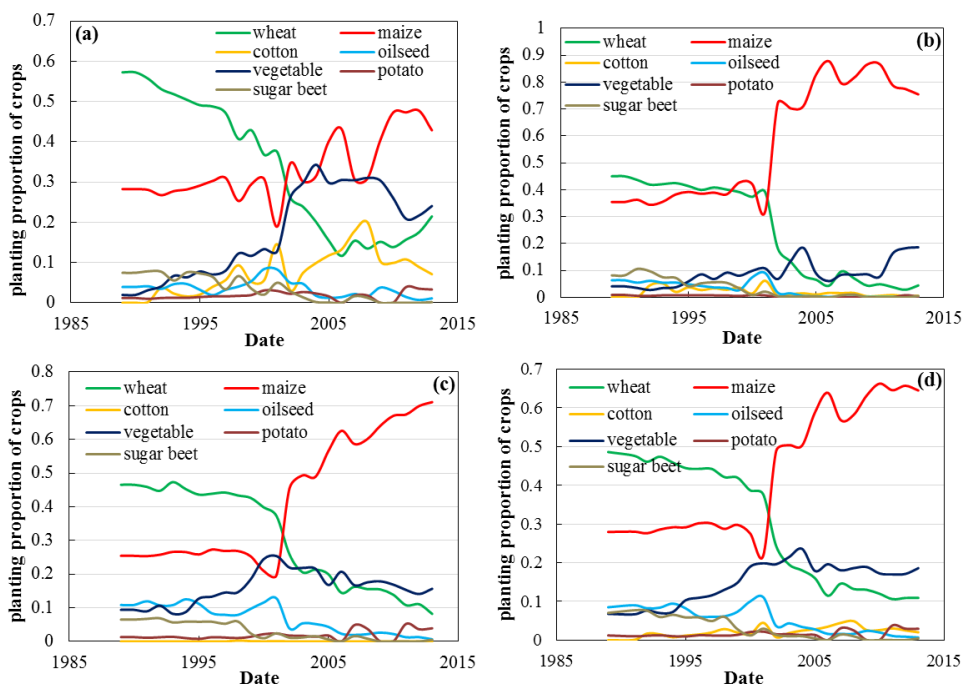 0.7
(a)
wheat maize
0.6
cotton oilseed
vegetable potato
0.5
sugar beet
0.4
0.3
0.2
0.1
0
1985 1995 2005 2015
Date
planting proportion of crops
1
(b)
wheat maize
0.9
cotton oilseed
0.8
vegetable potato
0.7
sugar beet
0.6
0.5
0.4
0.3
0.2
0.1
0
1985 1995 2005 2015
Date
planting proportion of crops
0.8
(c)
wheat maize
0.7
cotton oilseed
0.6
vegetable potato
sugar beet
0.5
0.4
0.3
0.2
0.1
0
1985 1995 2005 2015
Date
planting proportion of crops
0.7
(d)
wheat maize
0.6
cotton oilseed
vegetable potato
0.5
sugar beet
0.4
0.3
0.2
0.1
0
1985 1995 2005 2015
Date
planting proportion of crops